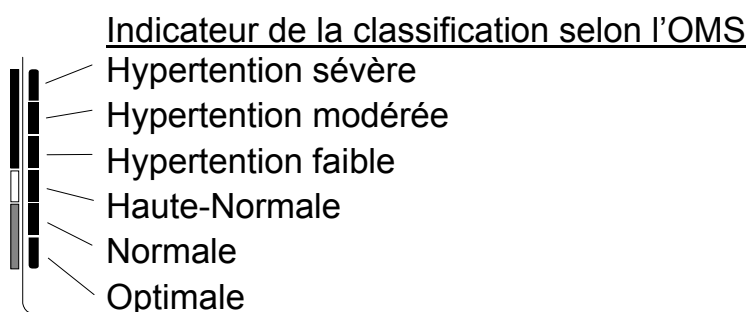 Indicateur de la classification selon l’OMS
Hypertention sévère
Hypertention modérée
Hypertention faible
Haute-Normale
Normale
Optimale